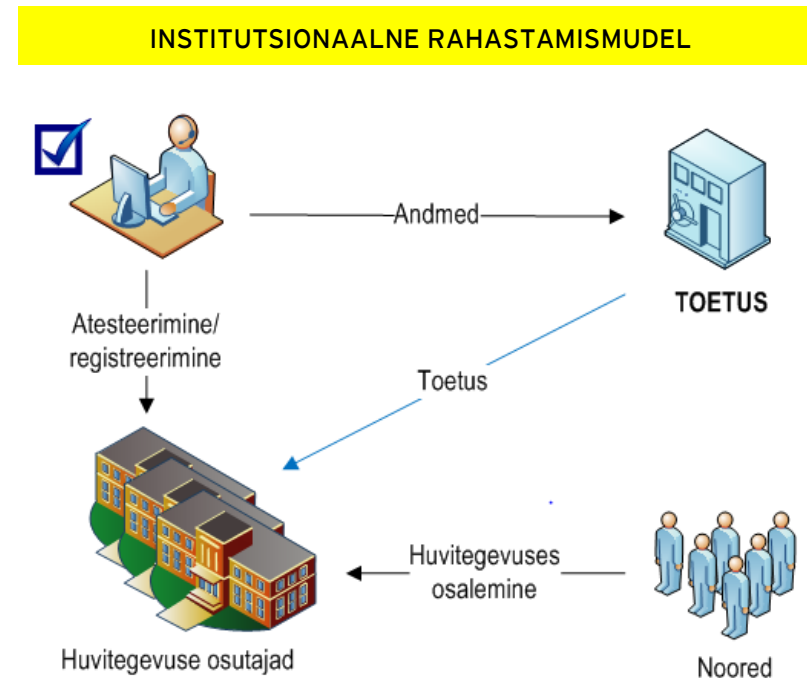 INSTITUTSIONAALNE RAHASTAMISMUDEL
Andmed
TOETUS
Atesteerimine/
registreerimine
Toetus
Huvitegevuses
osalemine
Huvitegevuse osutajad
Noored